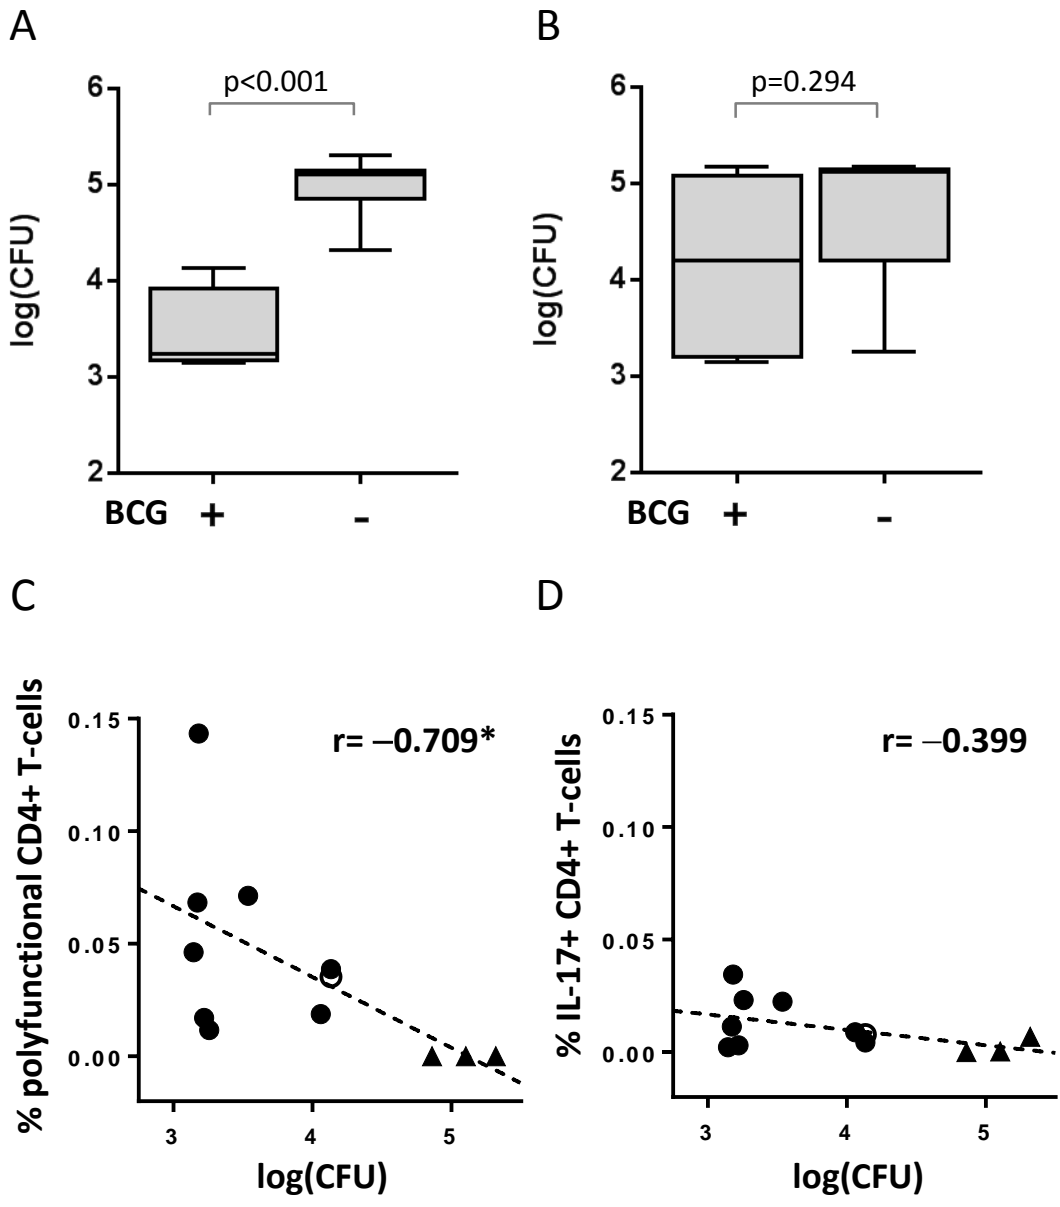 A
p<0.001
log(CFU)
6
5
4
3
2
BCG + -
B
p=0.294
log(CFU)
6
5
4
3
2
BCG + -
C
% polyfunctional CD4+ T-cells
r= −0.709*
0.15
0.10
0.05
0.00
3 4 5
log(CFU)
D
% IL-17+ CD4+ T-cells
r= −0.399
0.15
0.10
0.05
0.00
3 4 5
log(CFU)